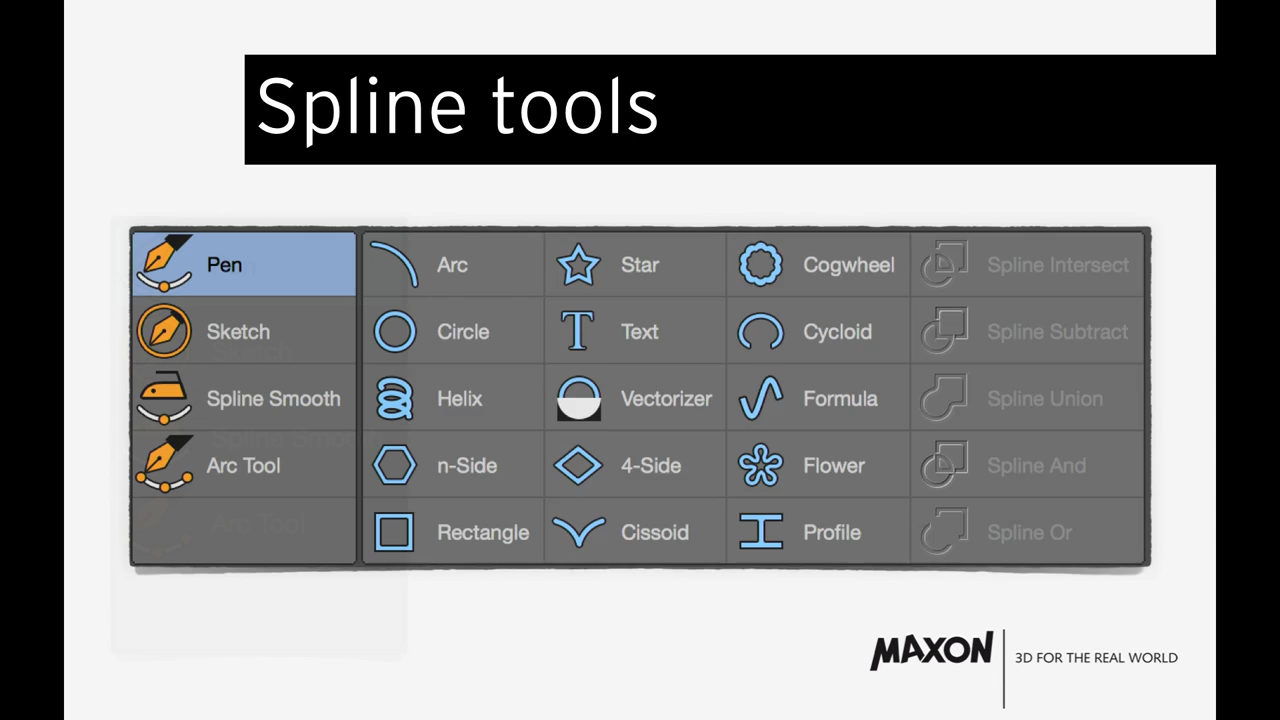 Spline tools
Pen
Sketch
Spline Smooth
Arc Tool
Arc
Circle
Helix
n-Side
Rectangle
Star
Text
Vectorizer
4-Side
Cissoid
Cogwheel
Cycloid
Formula
Flower
Profile
Spline Intersect
Spline Subtract
Spline Union
Spline And
Spline Or
MAXON
3D FOR THE REAL WORLD